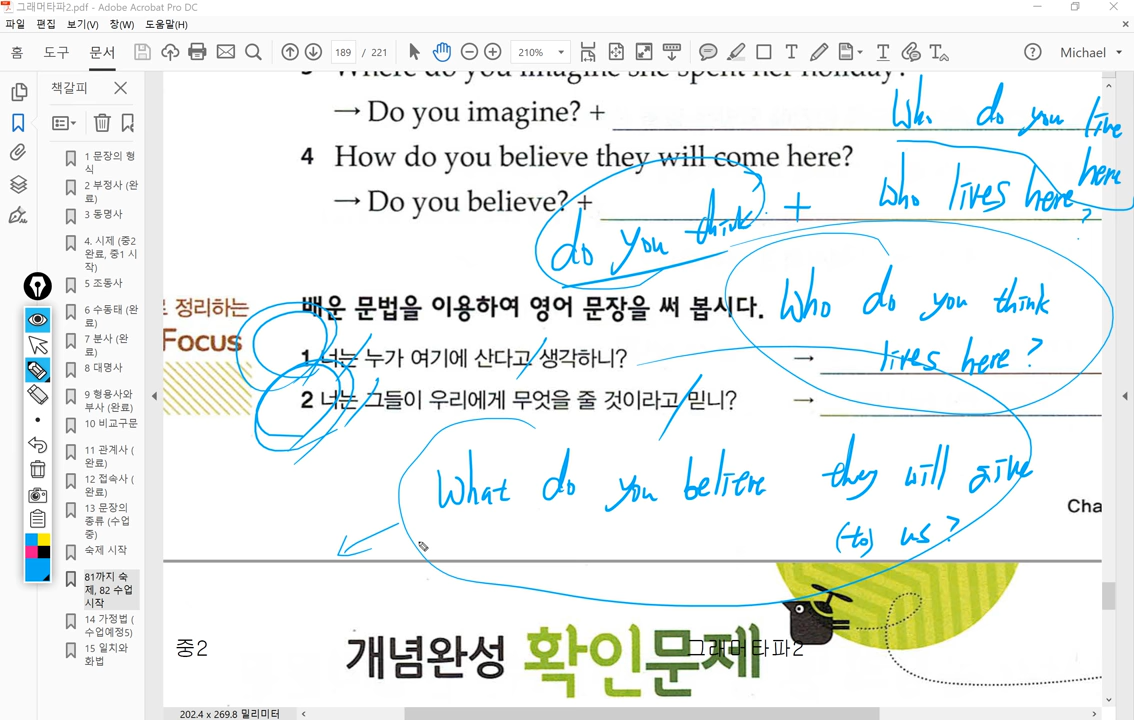 그래머타파2.pdf - Adobe Acrobat Pro DC
파일 편집 보기(V) 창(W) 도움말(H)
홈 도구 문서 189 / 221 210% Michael
책갈피
1 문장의 형식
2 부정사 (완료)
3 동명사
4. 시제 (중2 완료, 중1 시작)
5 조동사
6 수동태 (완료)
7 분사 (완료)
8 대명사
9 형용사와 부사 (완료)
10 비교구문
11 관계사 (완료)
12 접속사 (완료)
13 문장의 종류 (수업중)
숙제 시작
81까지 숙제, 82 수업 시작
14 가정법 (수업예정5)
15 일치와 화법
Where do you imagine she spent her holiday?
→ Do you imagine? +
Who do you live here
4 How do you believe they will come here?
→ Do you believe? +
do you think? + who lives here?
로 정리하는
Focus
배운 문법을 이용하여 영어 문장을 써 봅시다.
Who do you think
lives here?
1 너는 누가 여기에 산다고 생각하니? →
2 너는 그들이 우리에게 무엇을 줄 것이라고 믿니? →
What do you believe they will give
(to) us?
Cha
중2
개념완성 확인문제
그래머타파2
202.4 x 269.8 밀리미터